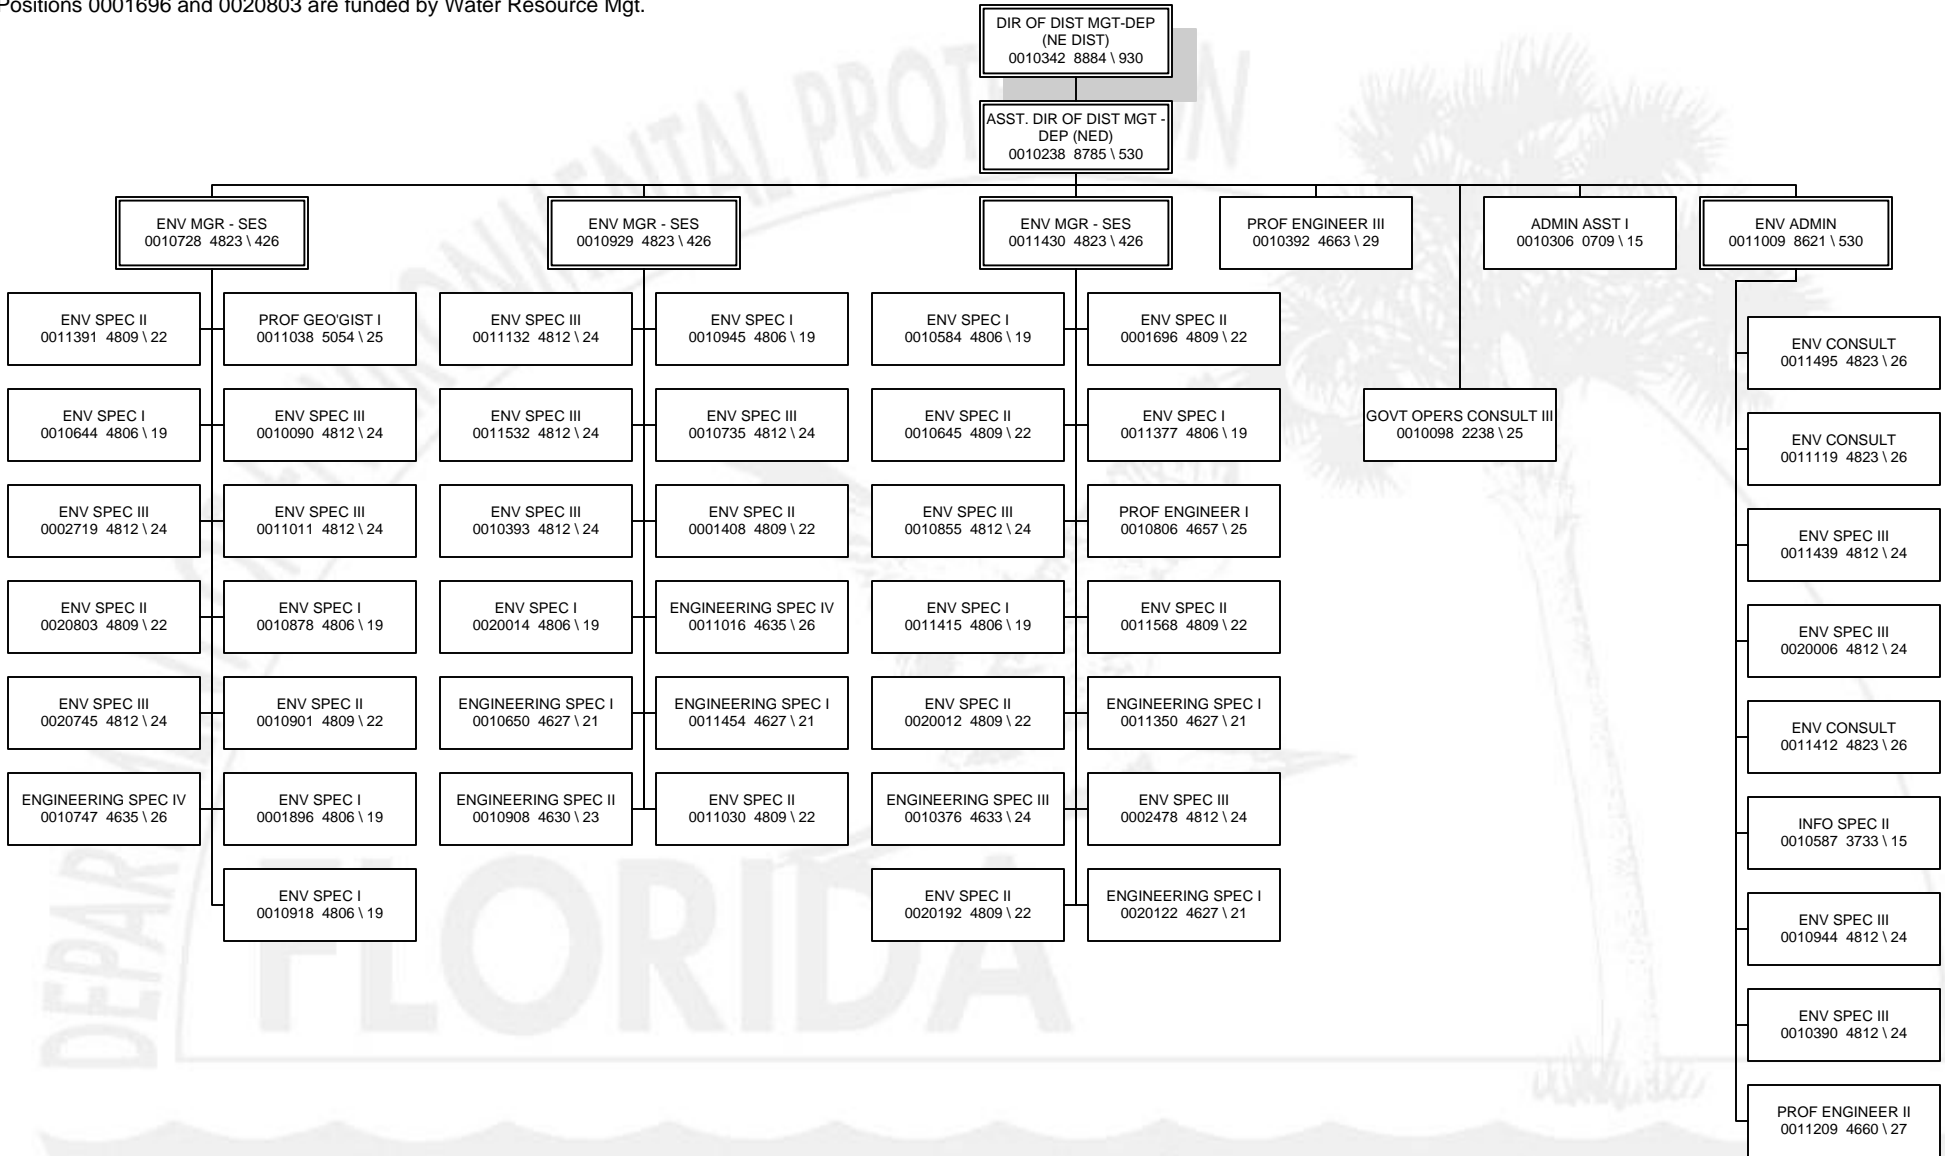 Positions 0001696 and 0020803 are funded by Water Resource Mgt.
DIR OF DIST MGT-DEP
(NE DIST)
0010342 8884 \ 930
ASST. DIR OF DIST MGT -
DEP (NED)
0010238 8785 \ 530
ENV MGR - SES
0010728 4823 \ 426
ENV MGR - SES
0010929 4823 \ 426
ENV MGR - SES
0011430 4823 \ 426
PROF ENGINEER III
0010392 4663 \ 29
ADMIN ASST I
0010306 0709 \ 15
ENV ADMIN
0011009 8621 \ 530
GOVT OPERS CONSULT III
0010098 2238 \ 25
ENV SPEC II
0011391 4809 \ 22
PROF GEO'GIST I
0011038 5054 \ 25
ENV SPEC I
0010644 4806 \ 19
ENV SPEC III
0010090 4812 \ 24
ENV SPEC III
0002719 4812 \ 24
ENV SPEC III
0011011 4812 \ 24
ENV SPEC II
0020803 4809 \ 22
ENV SPEC I
0010878 4806 \ 19
ENV SPEC III
0020745 4812 \ 24
ENV SPEC II
0010901 4809 \ 22
ENGINEERING SPEC IV
0010747 4635 \ 26
ENV SPEC I
0001896 4806 \ 19
ENV SPEC I
0010918 4806 \ 19
ENV SPEC III
0011132 4812 \ 24
ENV SPEC I
0010945 4806 \ 19
ENV SPEC III
0011532 4812 \ 24
ENV SPEC III
0010735 4812 \ 24
ENV SPEC III
0010393 4812 \ 24
ENV SPEC II
0001408 4809 \ 22
ENV SPEC I
0020014 4806 \ 19
ENGINEERING SPEC IV
0011016 4635 \ 26
ENGINEERING SPEC I
0010650 4627 \ 21
ENGINEERING SPEC I
0011454 4627 \ 21
ENGINEERING SPEC II
0010908 4630 \ 23
ENV SPEC II
0011030 4809 \ 22
ENV SPEC I
0010584 4806 \ 19
ENV SPEC II
0001696 4809 \ 22
ENV SPEC II
0010645 4809 \ 22
ENV SPEC I
0011377 4806 \ 19
ENV SPEC III
0010855 4812 \ 24
PROF ENGINEER I
0010806 4657 \ 25
ENV SPEC I
0011415 4806 \ 19
ENV SPEC II
0011568 4809 \ 22
ENV SPEC II
0020012 4809 \ 22
ENGINEERING SPEC I
0011350 4627 \ 21
ENGINEERING SPEC III
0010376 4633 \ 24
ENV SPEC III
0002478 4812 \ 24
ENV SPEC II
0020192 4809 \ 22
ENGINEERING SPEC I
0020122 4627 \ 21
ENV CONSULT
0011495 4823 \ 26
ENV CONSULT
0011119 4823 \ 26
ENV SPEC III
0011439 4812 \ 24
ENV SPEC III
0020006 4812 \ 24
ENV CONSULT
0011412 4823 \ 26
INFO SPEC II
0010587 3733 \ 15
ENV SPEC III
0010944 4812 \ 24
ENV SPEC III
0010390 4812 \ 24
PROF ENGINEER II
0011209 4660 \ 27
FLORIDA